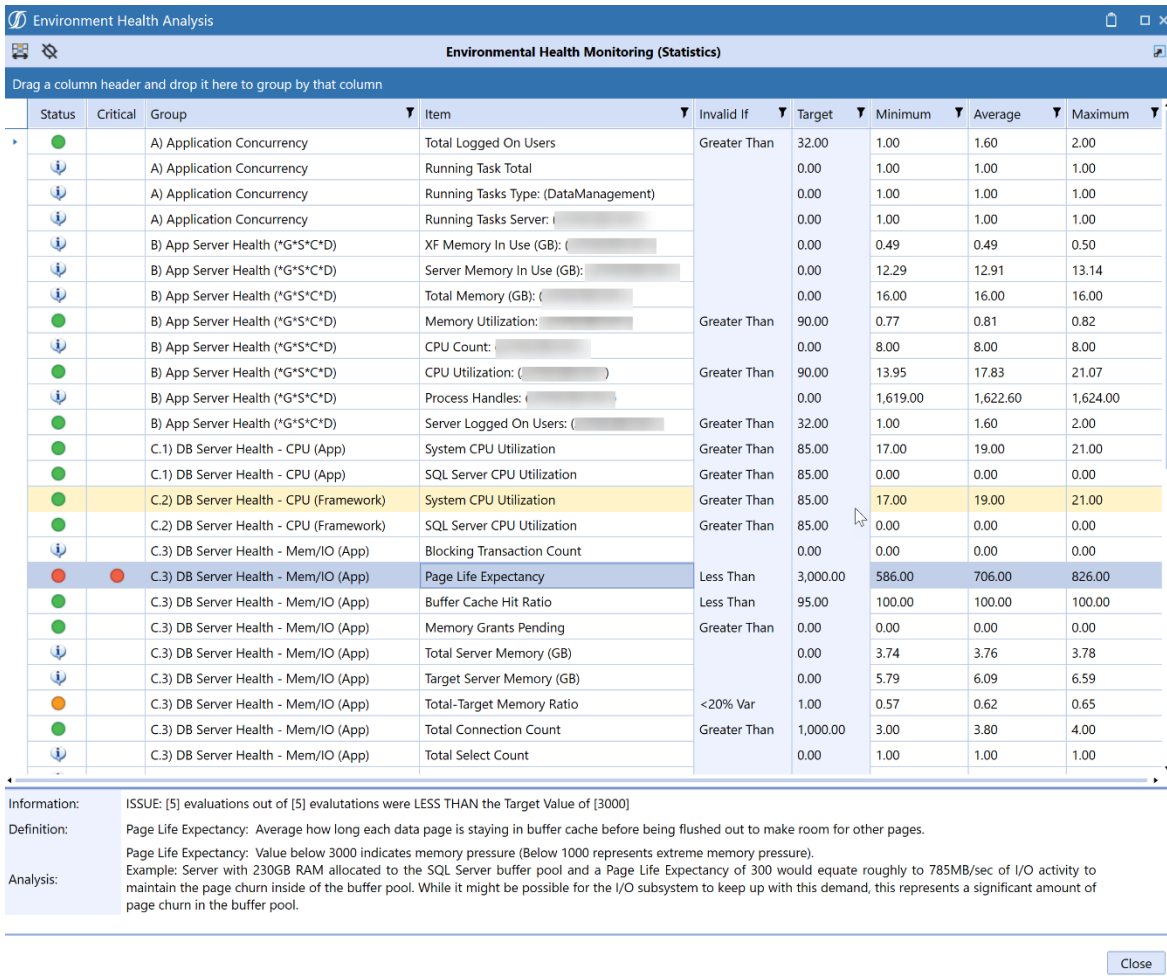 Environment Health Analysis
Environmental Health Monitoring (Statistics)
Drag a column header and drop it here to group by that column
Status Critical Group Item Invalid If Target Minimum Average Maximum
A) Application Concurrency Total Logged On Users Greater Than 32.00 1.00 1.60 2.00
A) Application Concurrency Running Task Total 0.00 1.00 1.00 1.00
A) Application Concurrency Running Tasks Type: (DataManagement) 0.00 1.00 1.00 1.00
A) Application Concurrency Running Tasks Server: ( 0.00 1.00 1.00 1.00
B) App Server Health (*G*S*C*D) XF Memory In Use (GB): ( 0.00 0.49 0.49 0.50
B) App Server Health (*G*S*C*D) Server Memory In Use (GB): 0.00 12.29 12.91 13.14
B) App Server Health (*G*S*C*D) Total Memory (GB): ( 0.00 16.00 16.00 16.00
B) App Server Health (*G*S*C*D) Memory Utilization: Greater Than 90.00 0.77 0.81 0.82
B) App Server Health (*G*S*C*D) CPU Count: 0.00 8.00 8.00 8.00
B) App Server Health (*G*S*C*D) CPU Utilization: ( ) Greater Than 90.00 13.95 17.83 21.07
B) App Server Health (*G*S*C*D) Process Handles: ( 0.00 1,619.00 1,622.60 1,624.00
B) App Server Health (*G*S*C*D) Server Logged On Users: ( Greater Than 32.00 1.00 1.60 2.00
C.1) DB Server Health - CPU (App) System CPU Utilization Greater Than 85.00 17.00 19.00 21.00
C.1) DB Server Health - CPU (App) SQL Server CPU Utilization Greater Than 85.00 0.00 0.00 0.00
C.2) DB Server Health - CPU (Framework) System CPU Utilization Greater Than 85.00 17.00 19.00 21.00
C.2) DB Server Health - CPU (Framework) SQL Server CPU Utilization Greater Than 85.00 0.00 0.00 0.00
C.3) DB Server Health - Mem/IO (App) Blocking Transaction Count 0.00 0.00 0.00 0.00
C.3) DB Server Health - Mem/IO (App) Page Life Expectancy Less Than 3,000.00 586.00 706.00 826.00
C.3) DB Server Health - Mem/IO (App) Buffer Cache Hit Ratio Less Than 95.00 100.00 100.00 100.00
C.3) DB Server Health - Mem/IO (App) Memory Grants Pending Greater Than 0.00 0.00 0.00 0.00
C.3) DB Server Health - Mem/IO (App) Total Server Memory (GB) 0.00 3.74 3.76 3.78
C.3) DB Server Health - Mem/IO (App) Target Server Memory (GB) 0.00 5.79 6.09 6.59
C.3) DB Server Health - Mem/IO (App) Total-Target Memory Ratio <20% Var 1.00 0.57 0.62 0.65
C.3) DB Server Health - Mem/IO (App) Total Connection Count Greater Than 1,000.00 3.00 3.80 4.00
C.3) DB Server Health - Mem/IO (App) Total Select Count 0.00 1.00 1.00 1.00
Information: ISSUE: [5] evaluations out of [5] evalutations were LESS THAN the Target Value of [3000]
Definition: Page Life Expectancy: Average how long each data page is staying in buffer cache before being flushed out to make room for other pages.
Analysis: Page Life Expectancy: Value below 3000 indicates memory pressure (Below 1000 represents extreme memory pressure).
Example: Server with 230GB RAM allocated to the SQL Server buffer pool and a Page Life Expectancy of 300 would equate roughly to 785MB/sec of I/O activity to
maintain the page churn inside of the buffer pool. While it might be possible for the I/O subsystem to keep up with this demand, this represents a significant amount of
page churn in the buffer pool.
Close